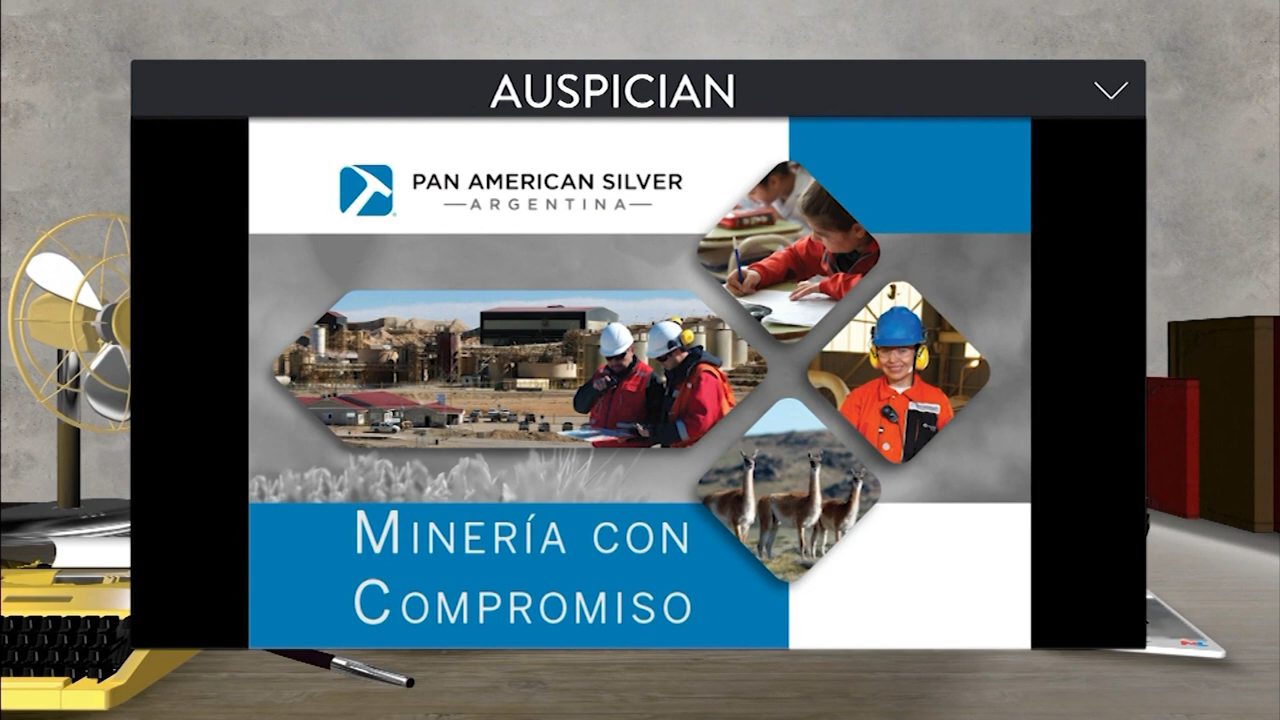 AUSPICIAN
PAN AMERICAN SILVER
ARGENTINA
MINERÍA CON
COMPROMISO